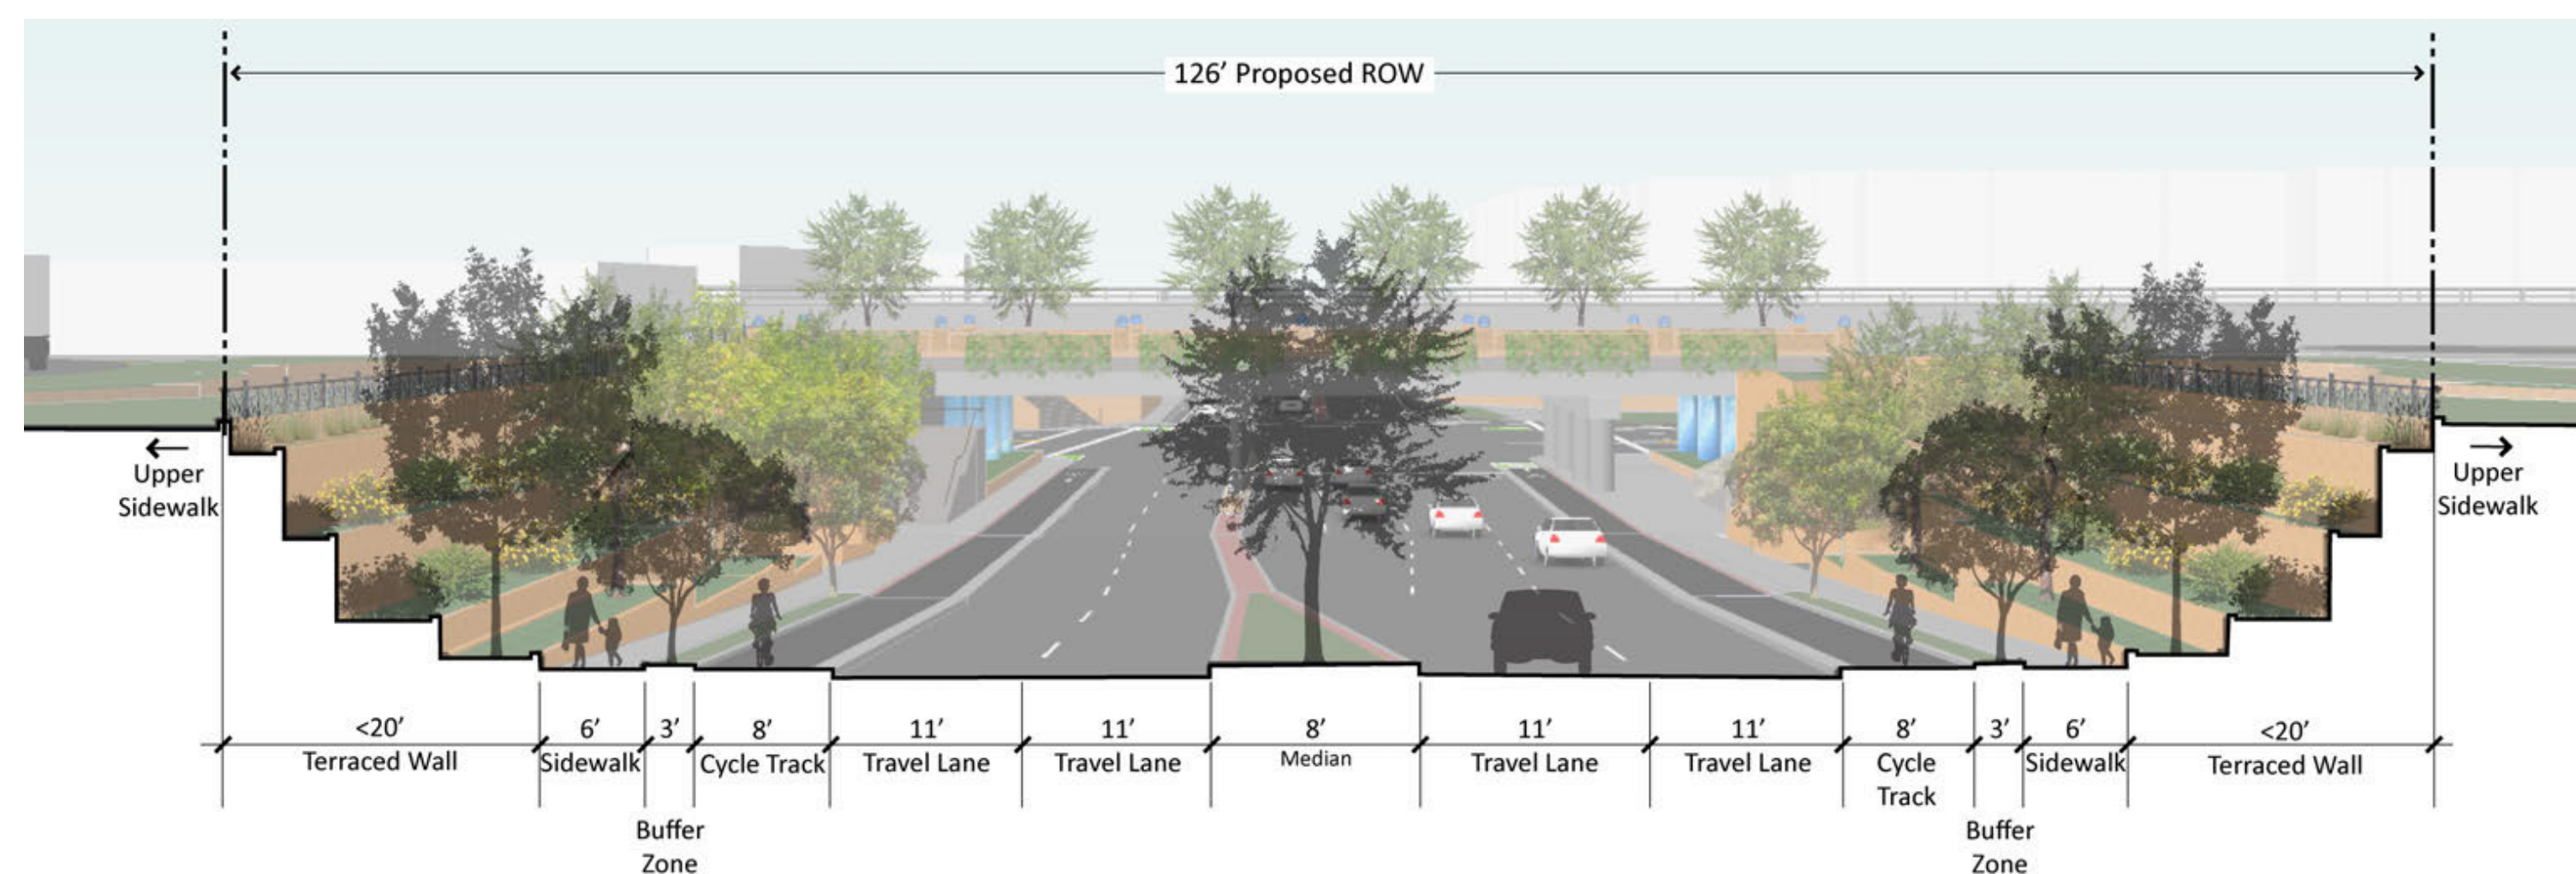 126’ Proposed ROW
←
Upper
Sidewalk
→
Upper
Sidewalk
<20’ 6’ 3’ 8’ 11’ 11’ 8’ 11’ 11’ 8’ 3’ 6’ <20’
Terraced Wall Sidewalk Cycle Track Travel Lane Travel Lane Median Travel Lane Travel Lane Cycle Track Sidewalk Terraced Wall
Buffer
Zone
Buffer
Zone